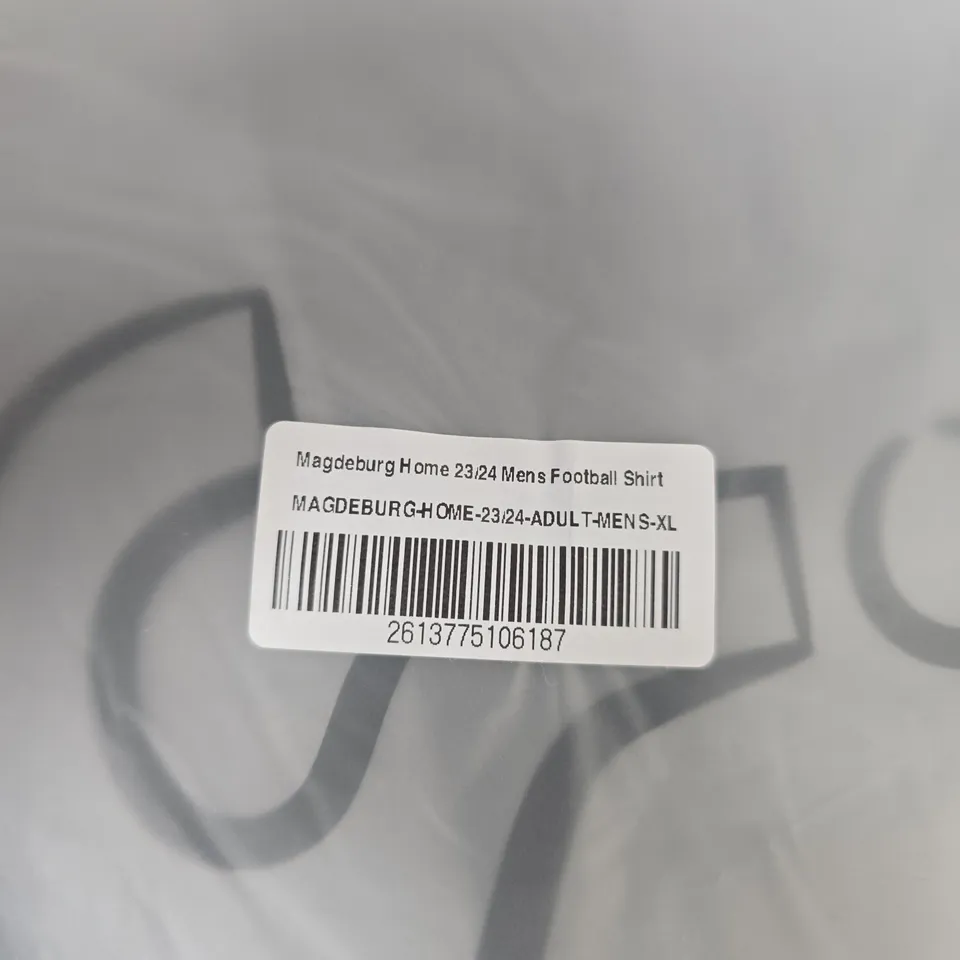 Magdeburg Home 23/24 Mens Football Shirt
MAGDEBURG-HOME-23/24-ADULT-MENS-XL
2613775106187